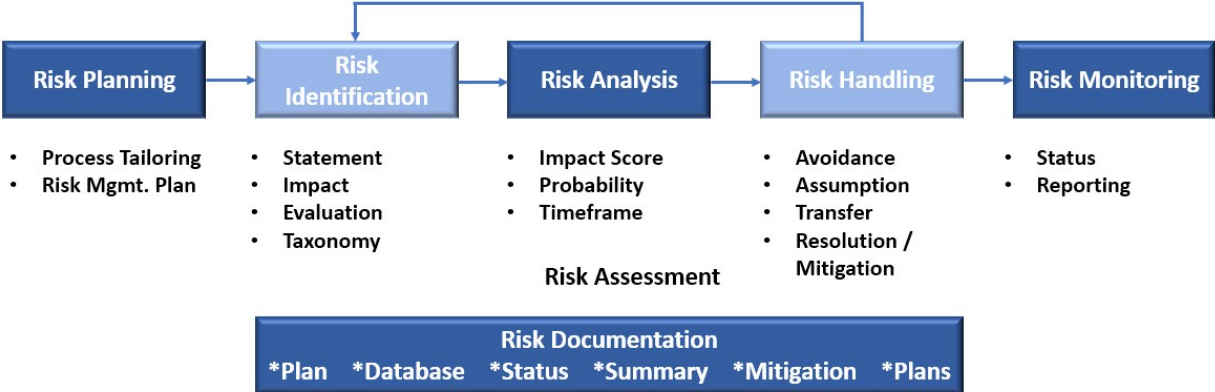 Risk Planning
Risk
Identification
Risk Analysis
Risk Handling
Risk Monitoring
• Process Tailoring
• Risk Mgmt. Plan
• Statement
• Impact
• Evaluation
• Taxonomy
• Impact Score
• Probability
• Timeframe
• Avoidance
• Assumption
• Transfer
• Resolution /
Mitigation
• Status
• Reporting
Risk Assessment
Risk Documentation
*Plan *Database *Status *Summary *Mitigation *Plans